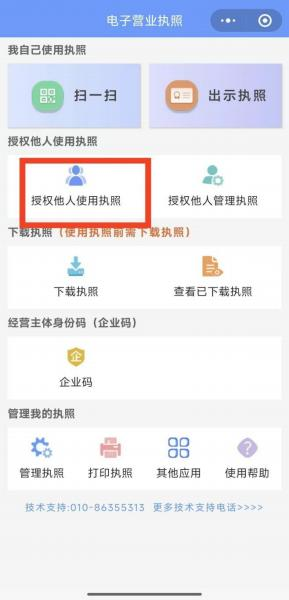 电子营业执照
我自己使用执照
扫一扫
出示执照
授权他人使用执照
授权他人使用执照
授权他人管理执照
下载执照（使用执照前需下载执照）
下载执照
查看已下载执照
经营主体身份码（企业码）
企
企业码
管理我的执照
管理执照
打印执照
其他应用
使用帮助
技术支持:010-86355313 更多技术支持电话>>>>